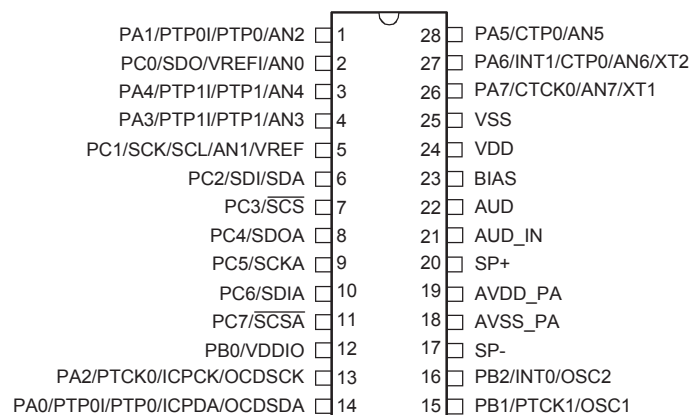 PA1/PTP0I/PTP0/AN2 1 28 PA5/CTP0/AN5
PC0/SDO/VREFI/AN0 2 27 PA6/INT1/CTP0/AN6/XT2
PA4/PTP1I/PTP1/AN4 3 26 PA7/CTCK0/AN7/XT1
PA3/PTP1I/PTP1/AN3 4 25 VSS
PC1/SCK/SCL/AN1/VREF 5 24 VDD
PC2/SDI/SDA 6 23 BIAS
PC3/SCS 7 22 AUD
PC4/SDOA 8 21 AUD_IN
PC5/SCKA 9 20 SP+
PC6/SDIA 10 19 AVDD_PA
PC7/SCSA 11 18 AVSS_PA
PB0/VDDIO 12 17 SP-
PA2/PTCK0/ICPCK/OCDSCK 13 16 PB2/INT0/OSC2
PA0/PTP0I/PTP0/ICPDA/OCDSDA 14 15 PB1/PTCK1/OSC1